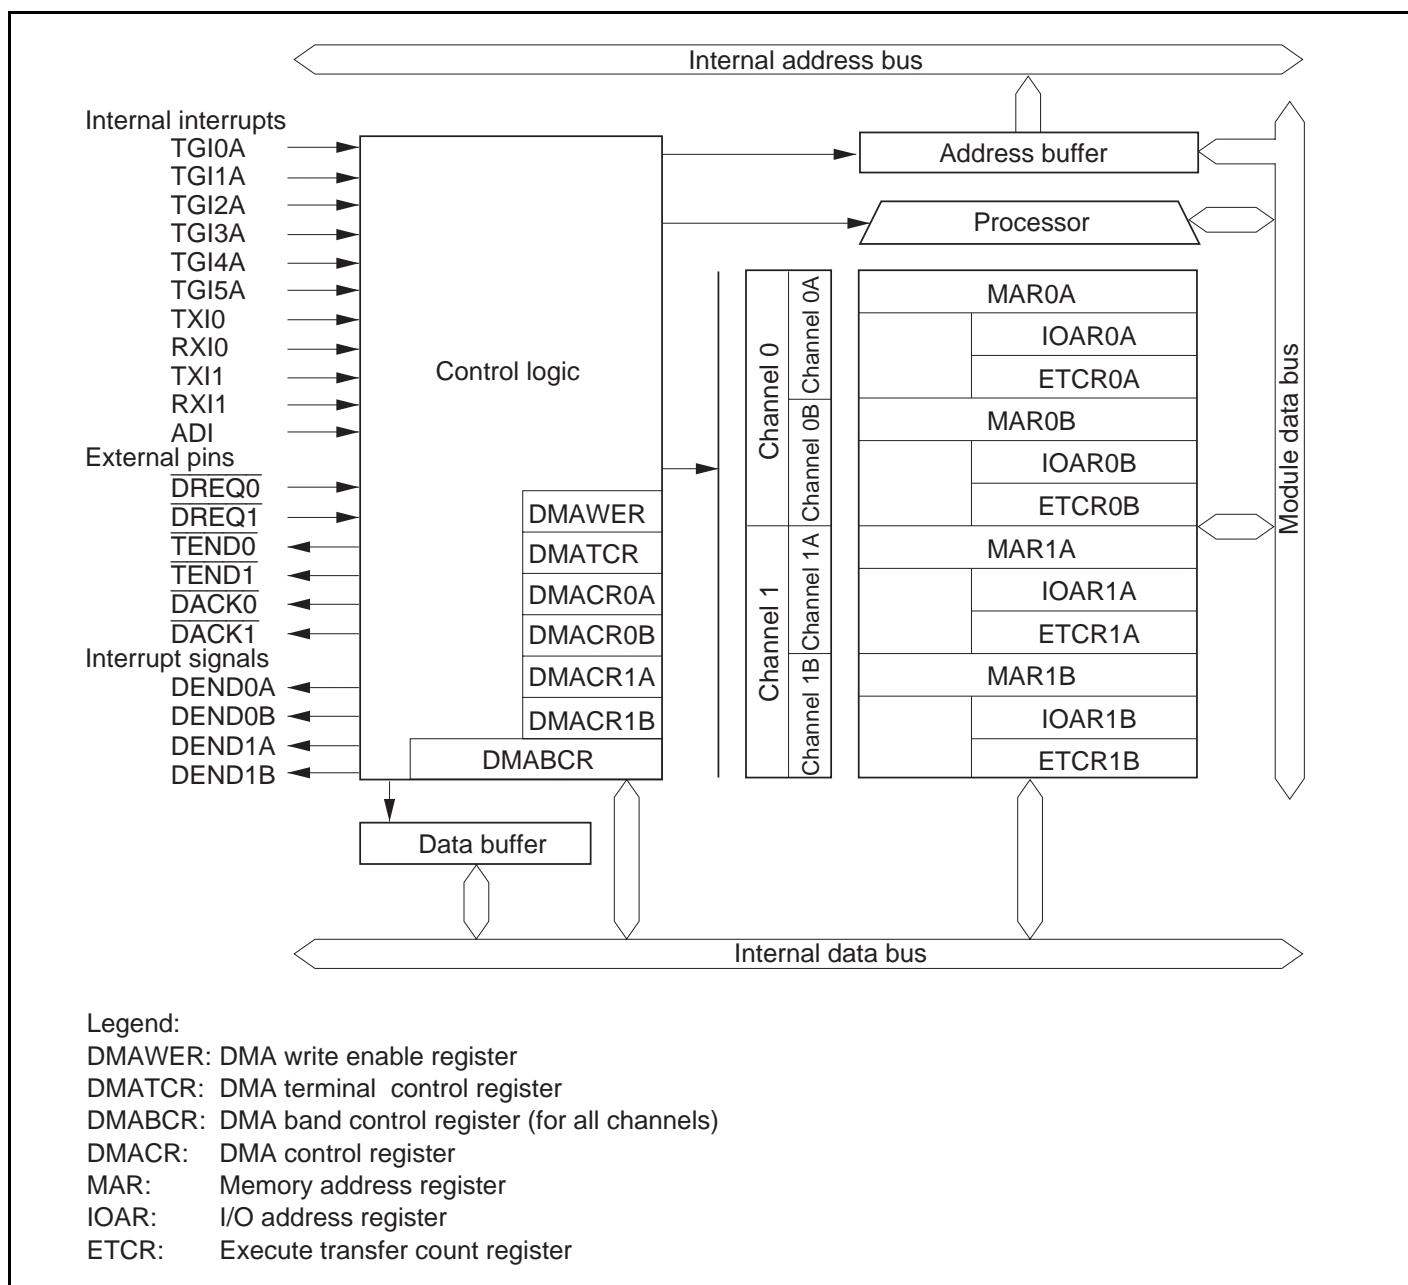 Internal address bus
Internal interrupts
TGI0A
TGI1A
TGI2A
TGI3A
TGI4A
TGI5A
TXI0
RXI0
TXI1
RXI1
ADI
External pins
DREQ0
DREQ1
TEND0
TEND1
DACK0
DACK1
Interrupt signals
DEND0A
DEND0B
DEND1A
DEND1B
Control logic
DMAWER
DMATCR
DMACR0A
DMACR0B
DMACR1A
DMACR1B
DMABCR
Data buffer
Address buffer
Processor
Channel 0
Channel 0A
Channel 0B
Channel 1
Channel 1A
Channel 1B
MAR0A
IOAR0A
ETCR0A
MAR0B
IOAR0B
ETCR0B
MAR1A
IOAR1A
ETCR1A
MAR1B
IOAR1B
ETCR1B
Module data bus
Internal data bus
Legend:
DMAWER: DMA write enable register
DMATCR: DMA terminal control register
DMABCR: DMA band control register (for all channels)
DMACR: DMA control register
MAR: Memory address register
IOAR: I/O address register
ETCR: Execute transfer count register